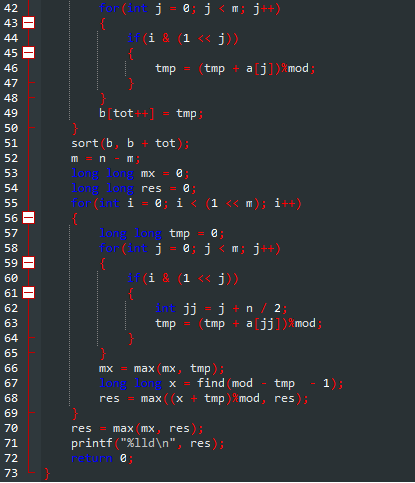 42 for(int j = 0; j < m; j++)
43 {
44 if(i & (1 << j))
45 {
46 tmp = (tmp + a[j])%mod;
47 }
48 }
49 b[tot++] = tmp;
50 }
51 sort(b, b + tot);
52 m = n - m;
53 long long mx = 0;
54 long long res = 0;
55 for(int i = 0; i < (1 << m); i++)
56 {
57 long long tmp = 0;
58 for(int j = 0; j < m; j++)
59 {
60 if(i & (1 << j))
61 {
62 int jj = j + n / 2;
63 tmp = (tmp + a[jj])%mod;
64 }
65 }
66 mx = max(mx, tmp);
67 long long x = find(mod - tmp - 1);
68 res = max((x + tmp)%mod, res);
69 }
70 res = max(mx, res);
71 printf("%lld\n", res);
72 return 0;
73 }